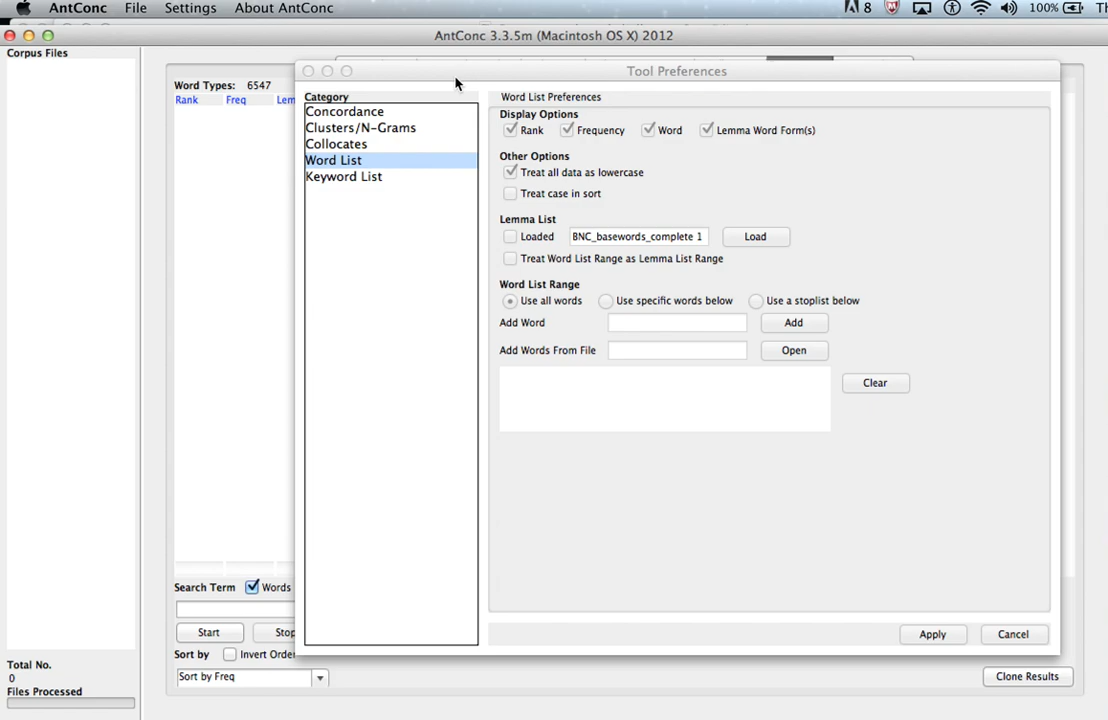 AntConc File Settings About AntConc 8 100%
AntConc 3.3.5m (Macintosh OS X) 2012
Corpus Files
Tool Preferences
Word Types: 6547
Rank Freq Lem
Category
Concordance
Clusters/N-Grams
Collocates
Word List
Keyword List
Word List Preferences
Display Options
Rank Frequency Word Lemma Word Form(s)
Other Options
Treat all data as lowercase
Treat case in sort
Lemma List
Loaded BNC_basewords_complete 1 Load
Treat Word List Range as Lemma List Range
Word List Range
Use all words Use specific words below Use a stoplist below
Add Word Add
Add Words From File Open
Clear
Apply Cancel
Search Term Words
Start Stop
Sort by Invert Order
Sort by Freq
Clone Results
Total No.
0
Files Processed